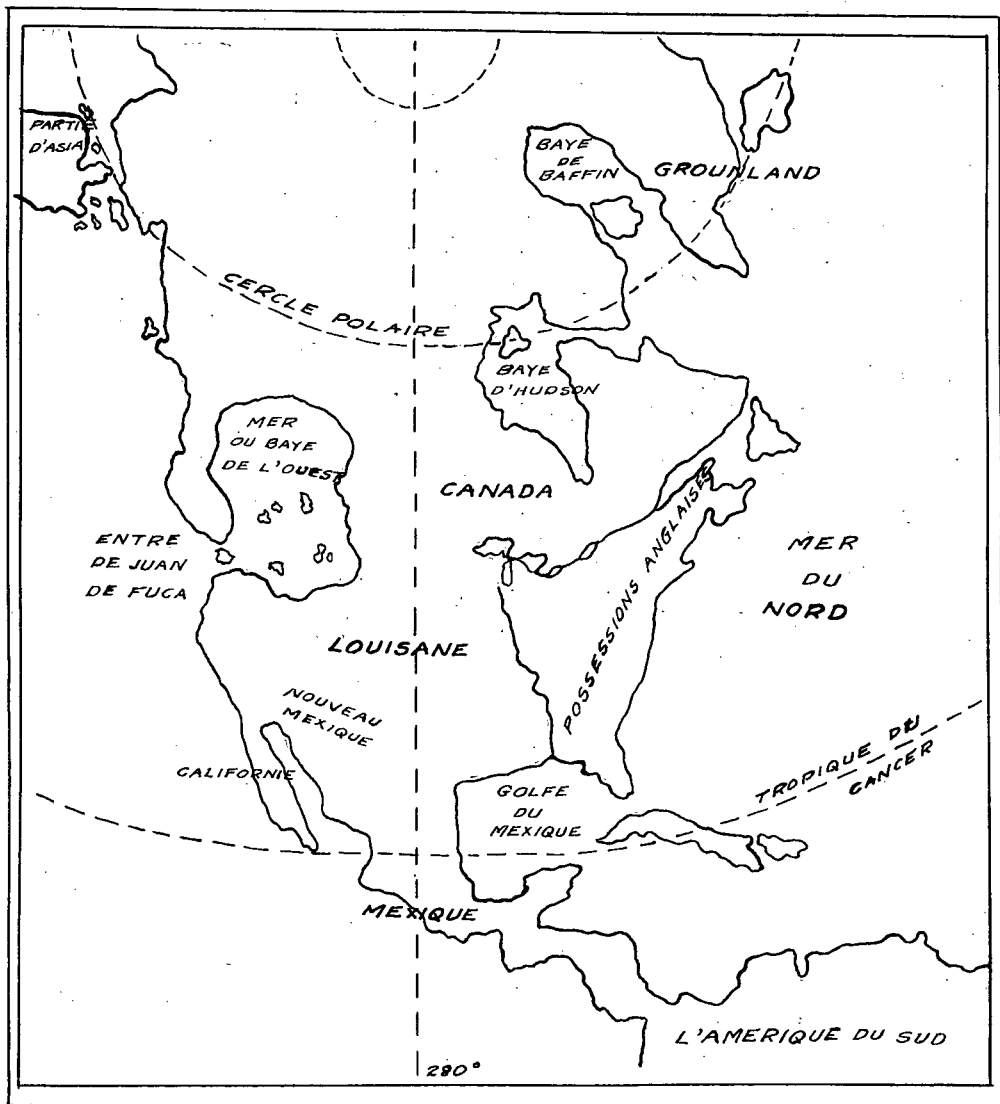 PARTIE
D'ASIA
BAYE
DE
BAFFIN
GROUNLAND
CERCLE POLAIRE
BAYE
D'HUDSON
MER
OU BAYE
DE L'OUEST
CANADA
ENTRE
DE JUAN
DE FUCA
POSSESSIONS ANGLAISES
MER
DU
NORD
LOUISANE
NOUVEAU
MEXIQUE
CALIFORNIE
GOLFE
DU
MEXIQUE
TROPIQUE DU
CANCER
MEXIQUE
L'AMERIQUE DU SUD
280°